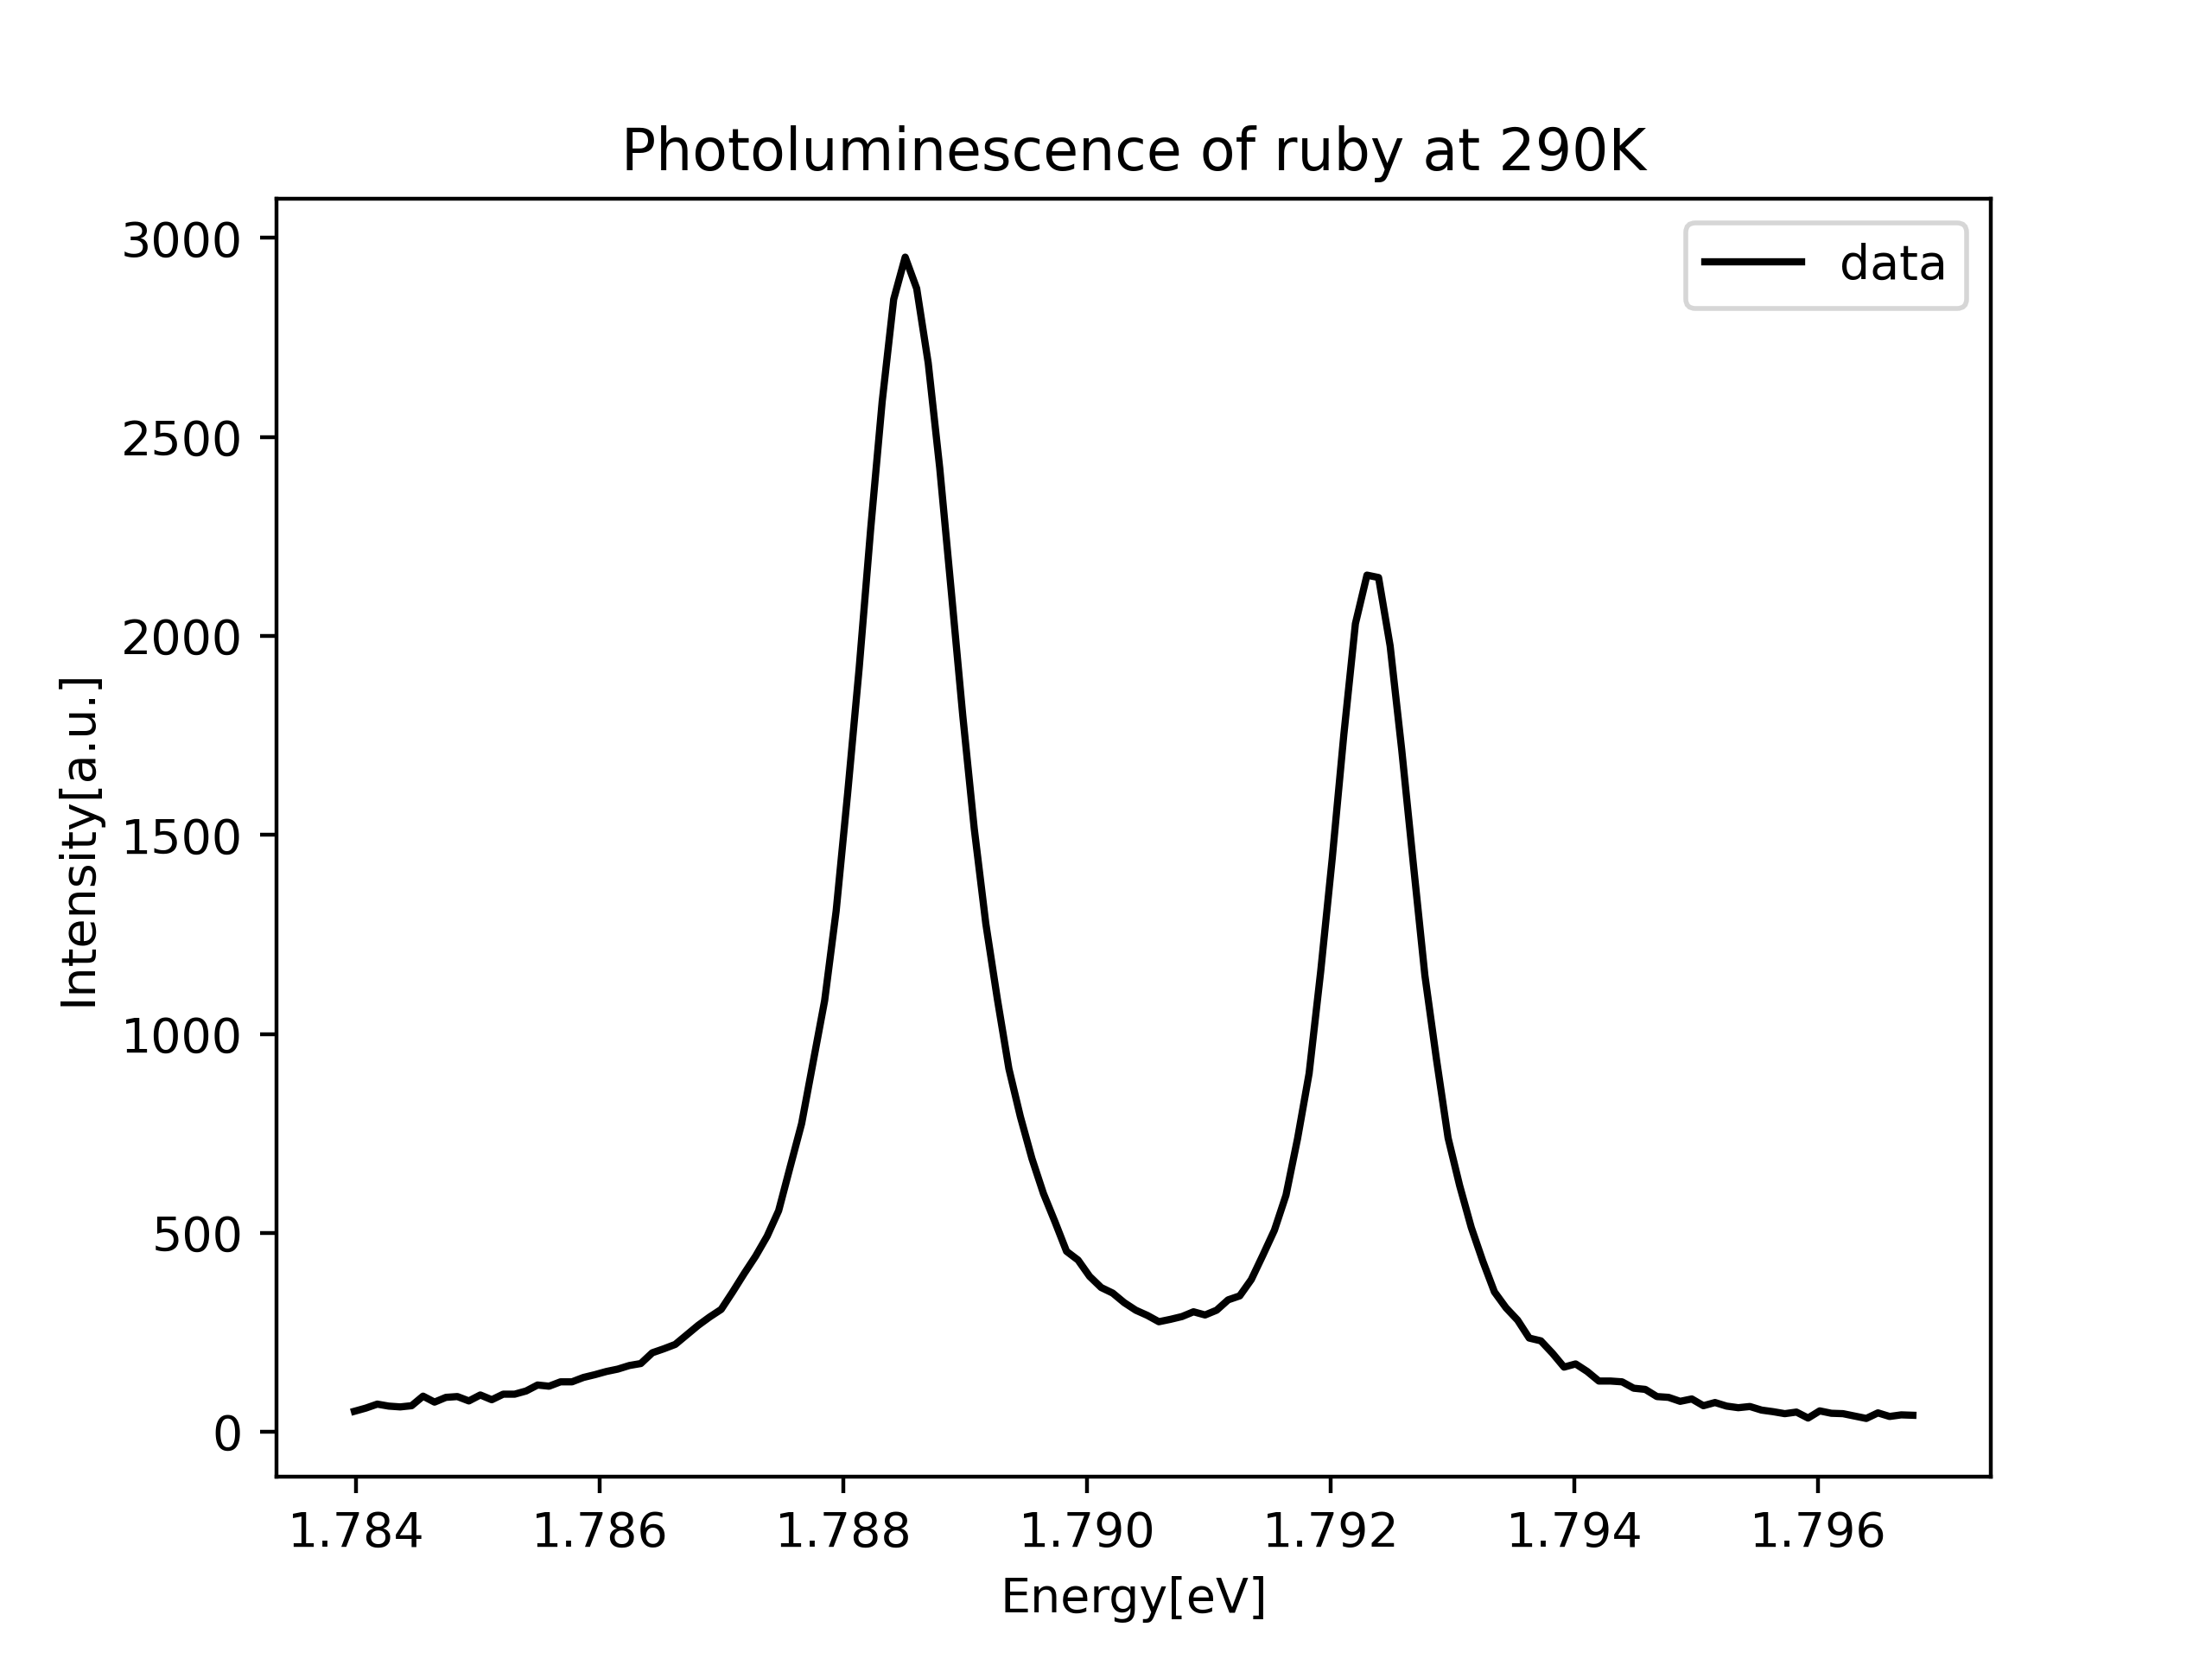 Photoluminescence of ruby at 290K
data
Intensity[a.u.]
3000
2500
2000
1500
1000
500
0
1.784 1.786 1.788 1.790 1.792 1.794 1.796
Energy[eV]